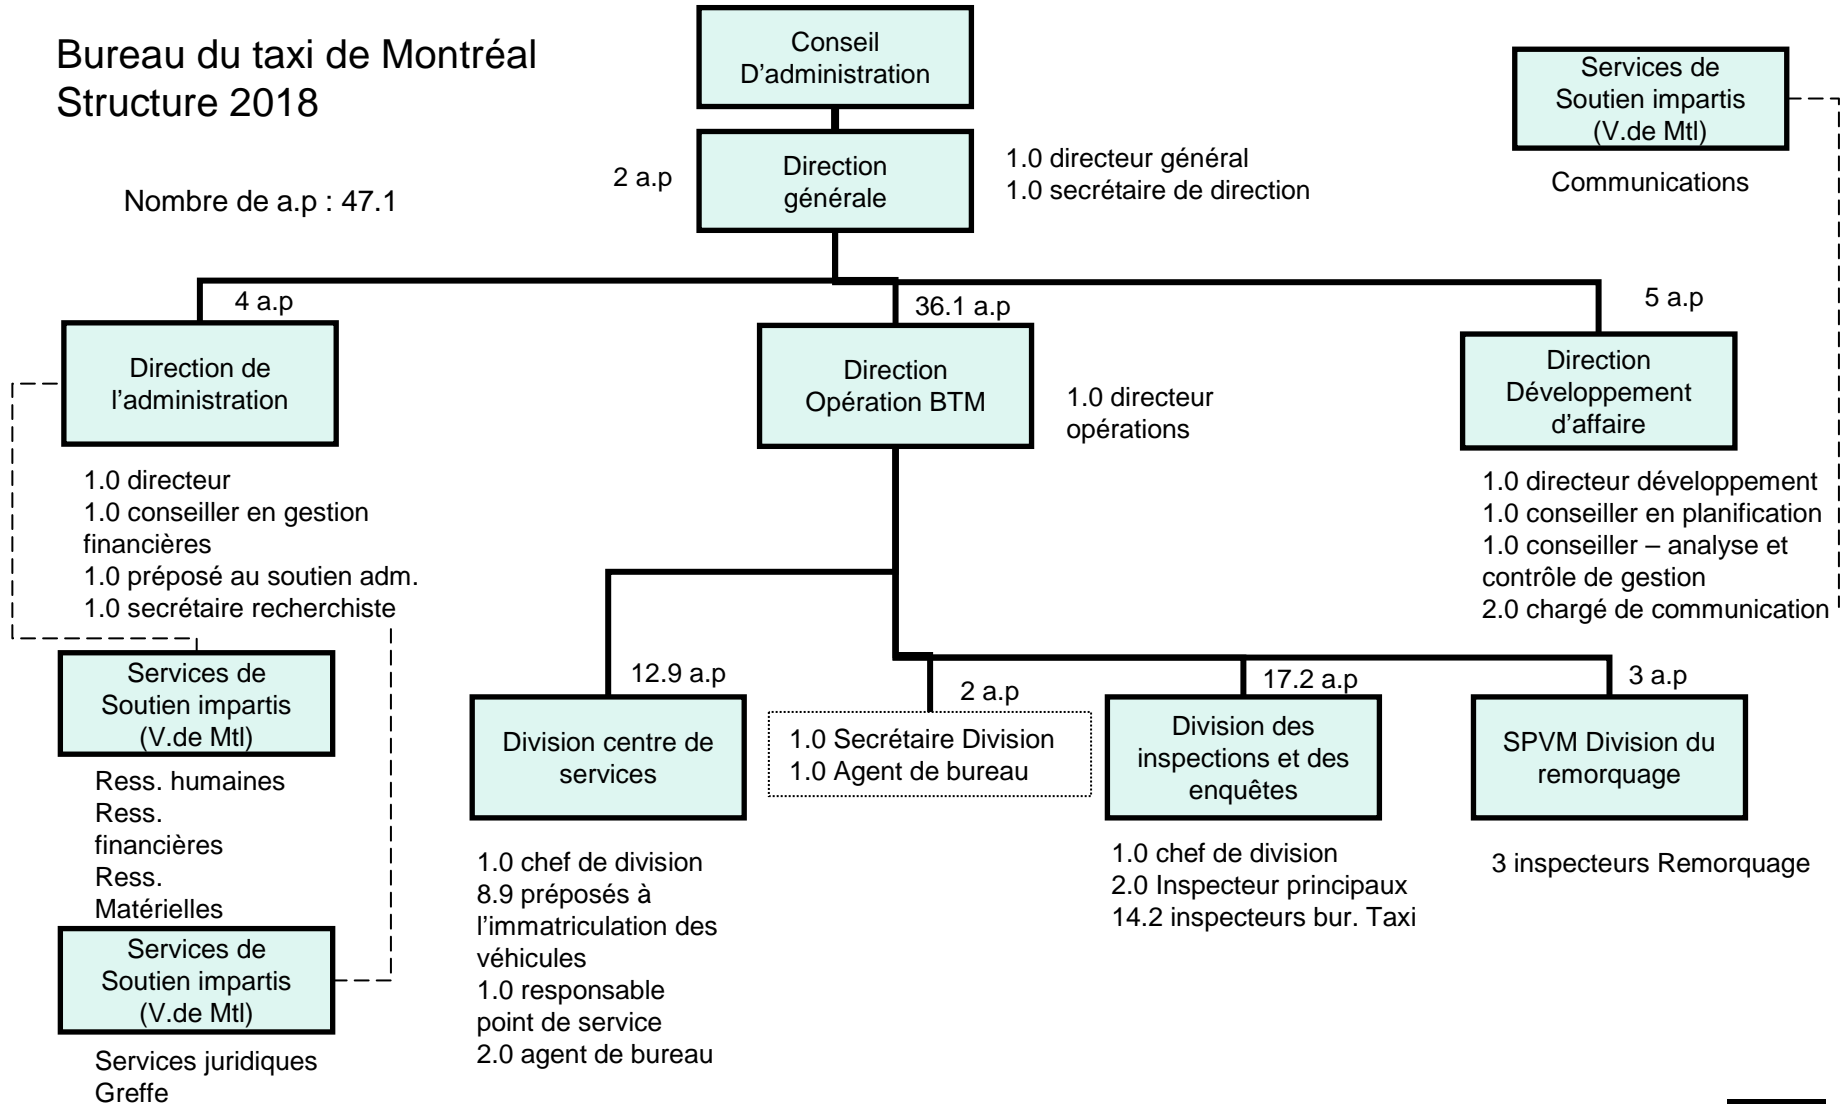 Bureau du taxi de Montréal
Structure 2018
Nombre de a.p : 47.1
Conseil
D'administration
2 a.p
Direction
générale
1.0 directeur général
1.0 secrétaire de direction
Services de
Soutien impartis
(V.de Mtl)
Communications
4 a.p
Direction de
l'administration
1.0 directeur
1.0 conseiller en gestion
financières
1.0 préposé au soutien adm.
1.0 secrétaire recherchiste
36.1 a.p
Direction
Opération BTM
1.0 directeur
opérations
5 a.p
Direction
Développement
d'affaire
1.0 directeur développement
1.0 conseiller en planification
1.0 conseiller – analyse et
contrôle de gestion
2.0 chargé de communication
Services de
Soutien impartis
(V.de Mtl)
Ress. humaines
Ress.
financières
Ress.
Matérielles
Services de
Soutien impartis
(V.de Mtl)
Services juridiques
Greffe
12.9 a.p
Division centre de
services
1.0 chef de division
8.9 préposés à
l'immatriculation des
véhicules
1.0 responsable
point de service
2.0 agent de bureau
2 a.p
1.0 Secrétaire Division
1.0 Agent de bureau
17.2 a.p
Division des
inspections et des
enquêtes
1.0 chef de division
2.0 Inspecteur principaux
14.2 inspecteurs bur. Taxi
3 a.p
SPVM Division du
remorquage
3 inspecteurs Remorquage